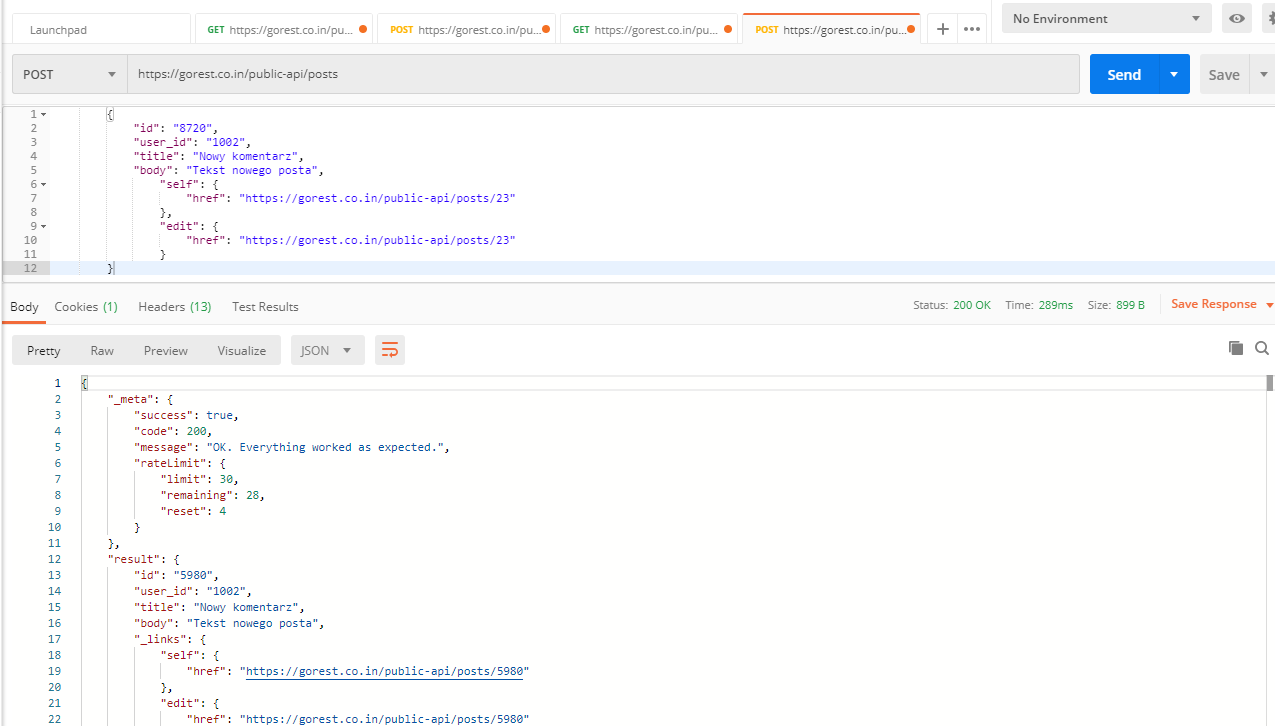 Launchpad
GET https://gorest.co.in/pu...
POST https://gorest.co.in/pu...
GET https://gorest.co.in/pu...
POST https://gorest.co.in/pu...
No Environment
POST
https://gorest.co.in/public-api/posts
Send
Save
1 {
2 "id": "8720",
3 "user_id": "1002",
4 "title": "Nowy komentarz",
5 "body": "Tekst nowego posta",
6 "self": {
7 "href": "https://gorest.co.in/public-api/posts/23"
8 },
9 "edit": {
10 "href": "https://gorest.co.in/public-api/posts/23"
11 }
12 }
Body Cookies (1) Headers (13) Test Results
Status: 200 OK Time: 289ms Size: 899 B Save Response
Pretty Raw Preview Visualize JSON
1 {
2 "_meta": {
3 "success": true,
4 "code": 200,
5 "message": "OK. Everything worked as expected.",
6 "rateLimit": {
7 "limit": 30,
8 "remaining": 28,
9 "reset": 4
10 }
11 },
12 "result": {
13 "id": "5980",
14 "user_id": "1002",
15 "title": "Nowy komentarz",
16 "body": "Tekst nowego posta",
17 "_links": {
18 "self": {
19 "href": "https://gorest.co.in/public-api/posts/5980"
20 },
21 "edit": {
22 "href": "https://gorest.co.in/public-api/posts/5980"